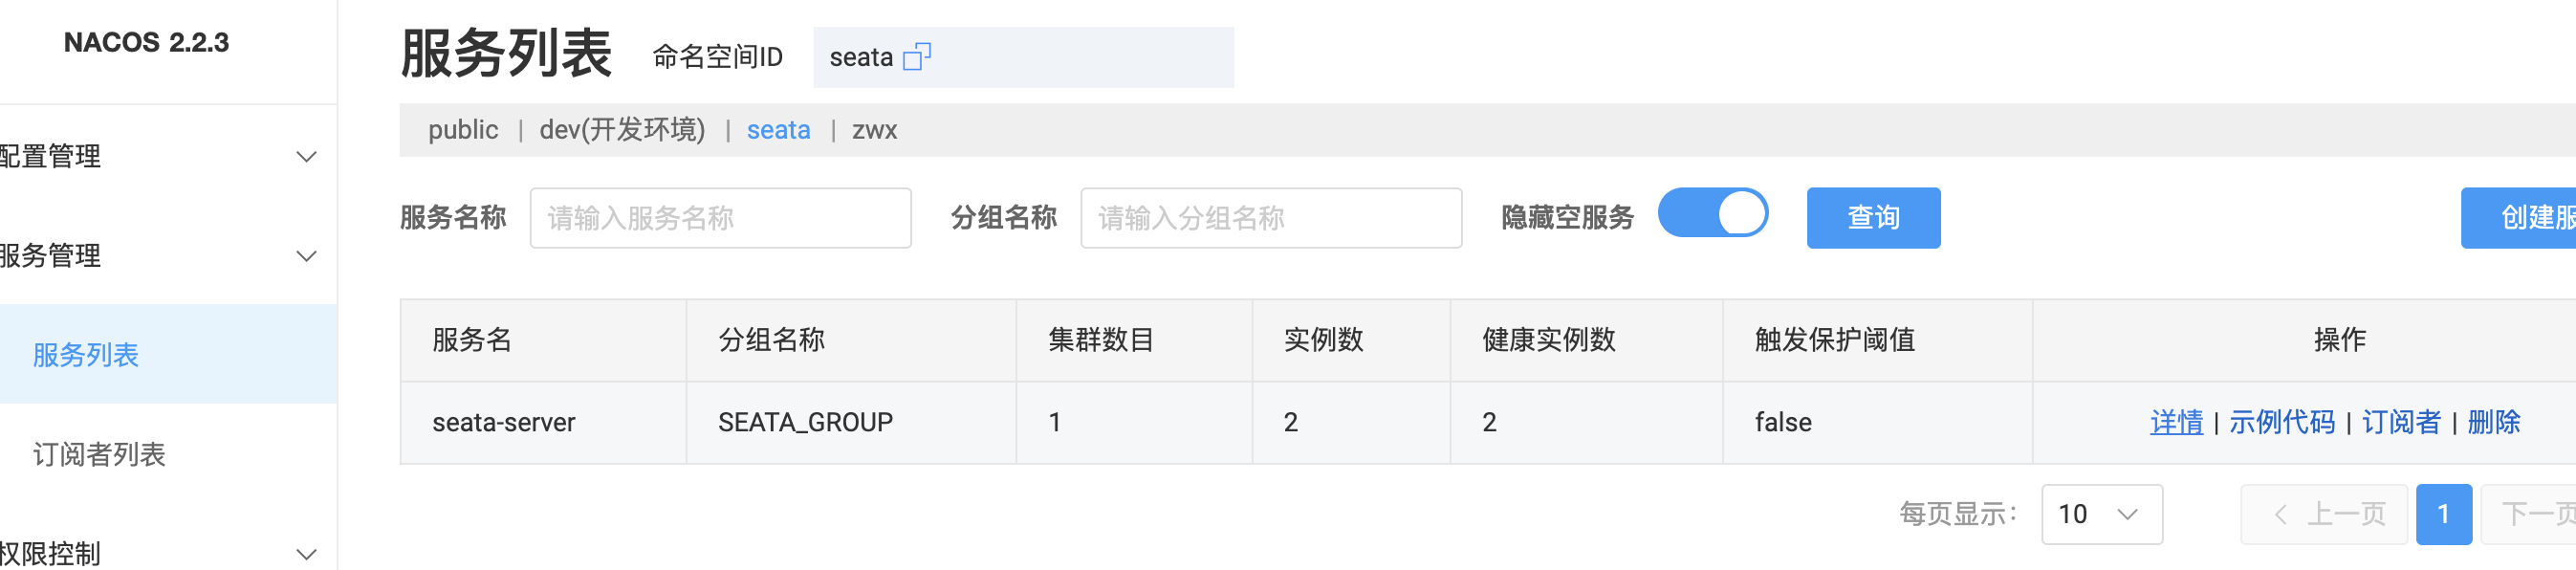 NACOS 2.2.3
配置管理
服务管理
服务列表
订阅者列表
权限控制
服务列表 命名空间ID seata
public | dev(开发环境) | seata | zwx
服务名称 请输入服务名称 分组名称 请输入分组名称 隐藏空服务 查询 创建服
服务名 分组名称 集群数目 实例数 健康实例数 触发保护阈值 操作
seata-server SEATA_GROUP 1 2 2 false 详情 | 示例代码 | 订阅者 | 删除
每页显示: 10 上一页 1 下一页